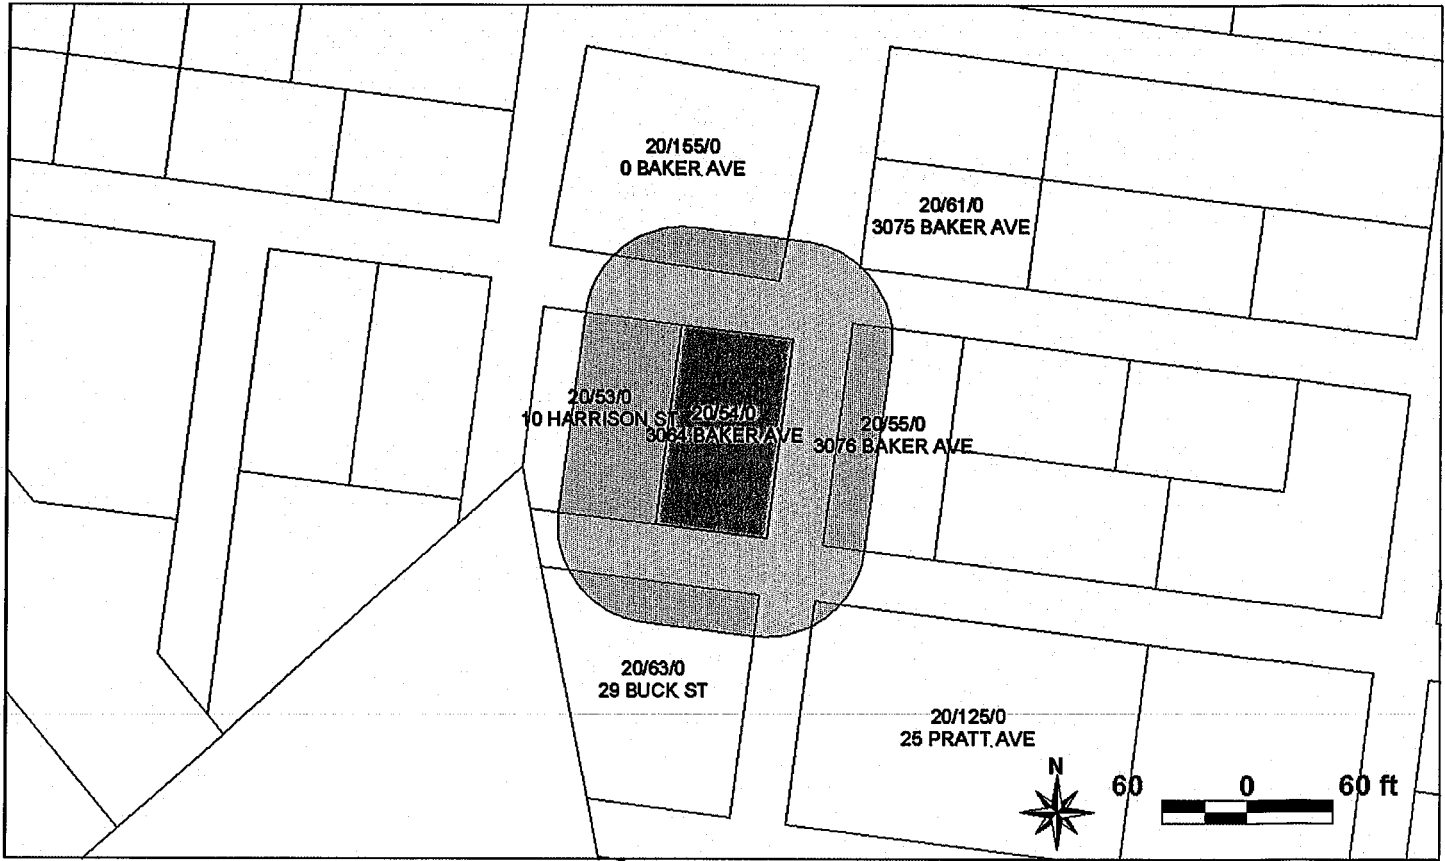 20/155/0
0 BAKER AVE
20/61/0
3075 BAKER AVE
20/53/0
10 HARRISON ST
20/54/0
3064 BAKER AVE
20/55/0
3076 BAKER AVE
20/63/0
29 BUCK ST
20/125/0
25 PRATT AVE
N
60 0 60 ft